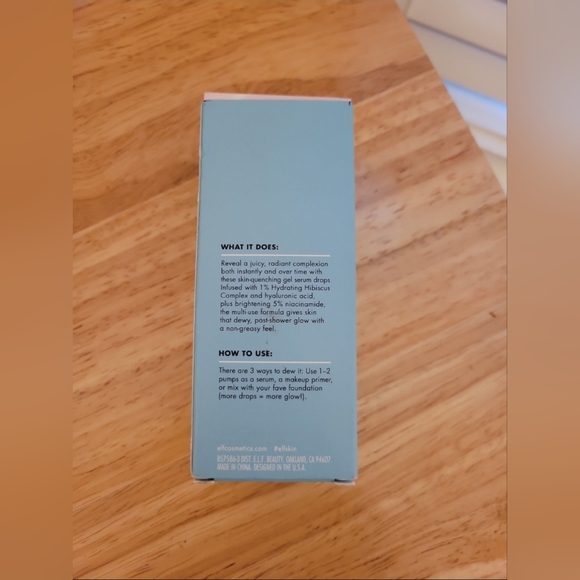 WHAT IT DOES:
Reveal a juicy, radiant complexion
both instantly and over time with
these skin-quenching gel serum drops.
Infused with 1% Hydrating Hibiscus
Complex and hyaluronic acid,
plus brightening 5% niacinamide,
the multi-use formula gives skin
that dewy, post-shower glow with
a non-greasy feel.
HOW TO USE:
There are 3 ways to dew it: Use 1–2
pumps as a serum, a makeup primer,
or mix with your fave foundation
(more drops = more glow!).
elfcosmetics.com #elfskin
DIST. E.L.F. BEAUTY, OAKLAND, CA 94607
MADE IN CHINA. DESIGNED IN THE U.S.A.